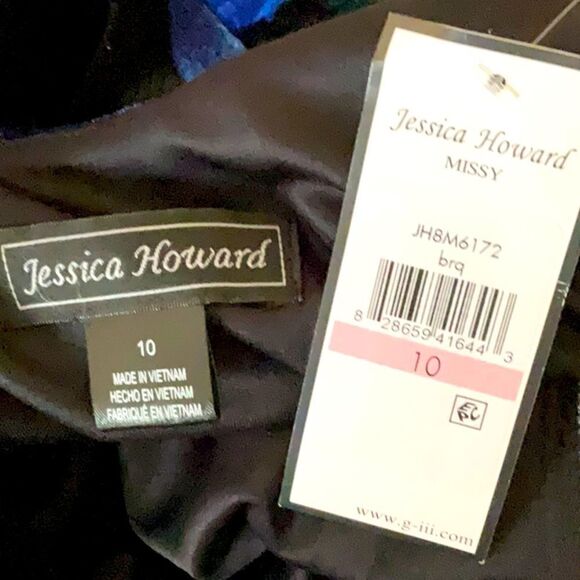 Jessica Howard
10
MADE IN VIETNAM
HECHO EN VIETNAM
FABRIQUÉ EN VIETNAM
Jessica Howard
MISSY
JH8M6172
brq
8 28659 41644 3
10
www.g-iii.com